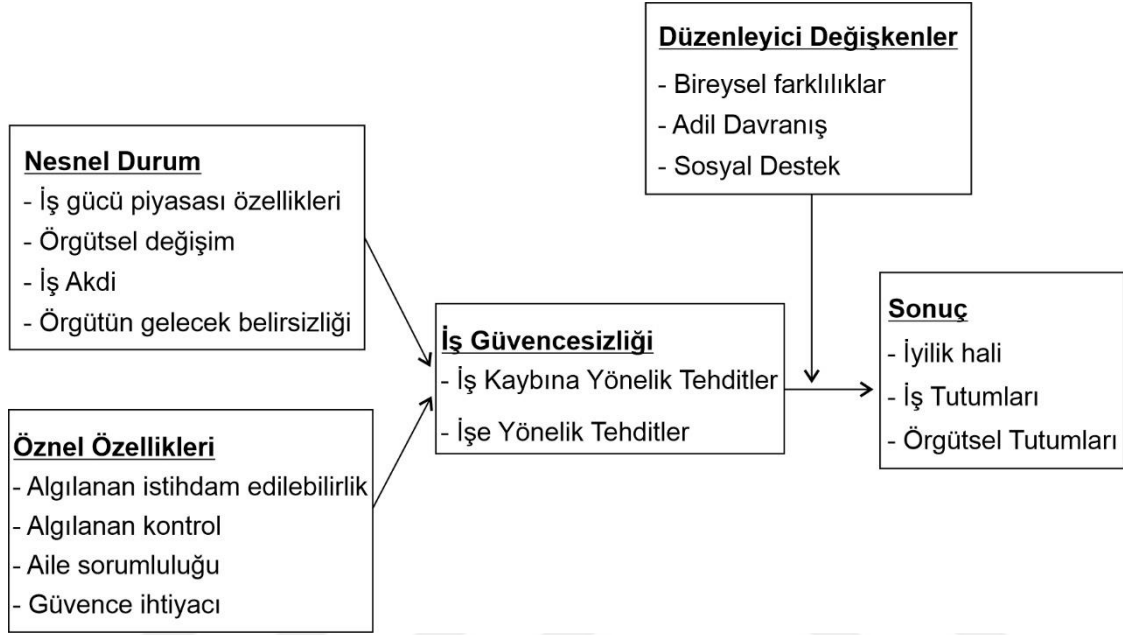 Düzenleyici Değişkenler
- Bireysel farklılıklar
- Adil Davranış
- Sosyal Destek
Nesnel Durum
- İş gücü piyasası özellikleri
- Örgütsel değişim
- İş Akdi
- Örgütün gelecek belirsizliği
İş Güvencesizliği
- İş Kaybına Yönelik Tehditler
- İşe Yönelik Tehditler
Sonuç
- İyilik hali
- İş Tutumları
- Örgütsel Tutumları
Öznel Özellikleri
- Algılanan istihdam edilebilirlik
- Algılanan kontrol
- Aile sorumluluğu
- Güvence ihtiyacı